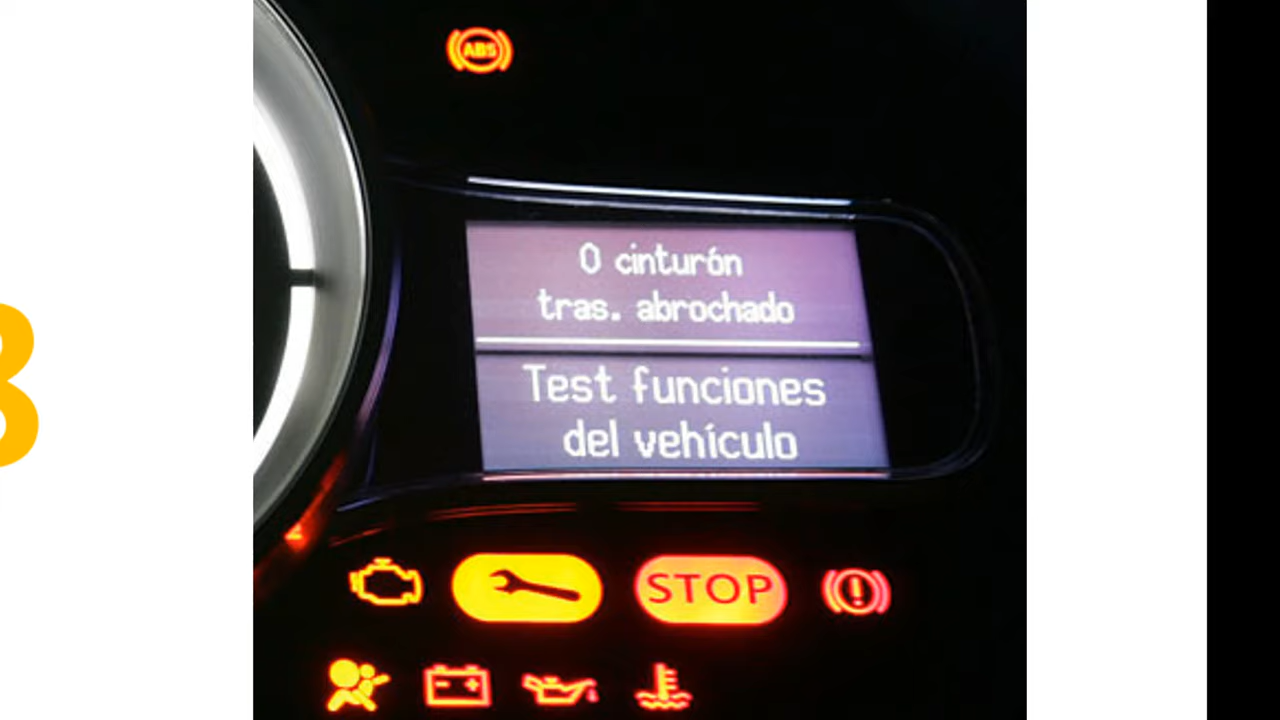 ABS
0 cinturón
tras. abrochado
Test funciones
del vehículo
STOP